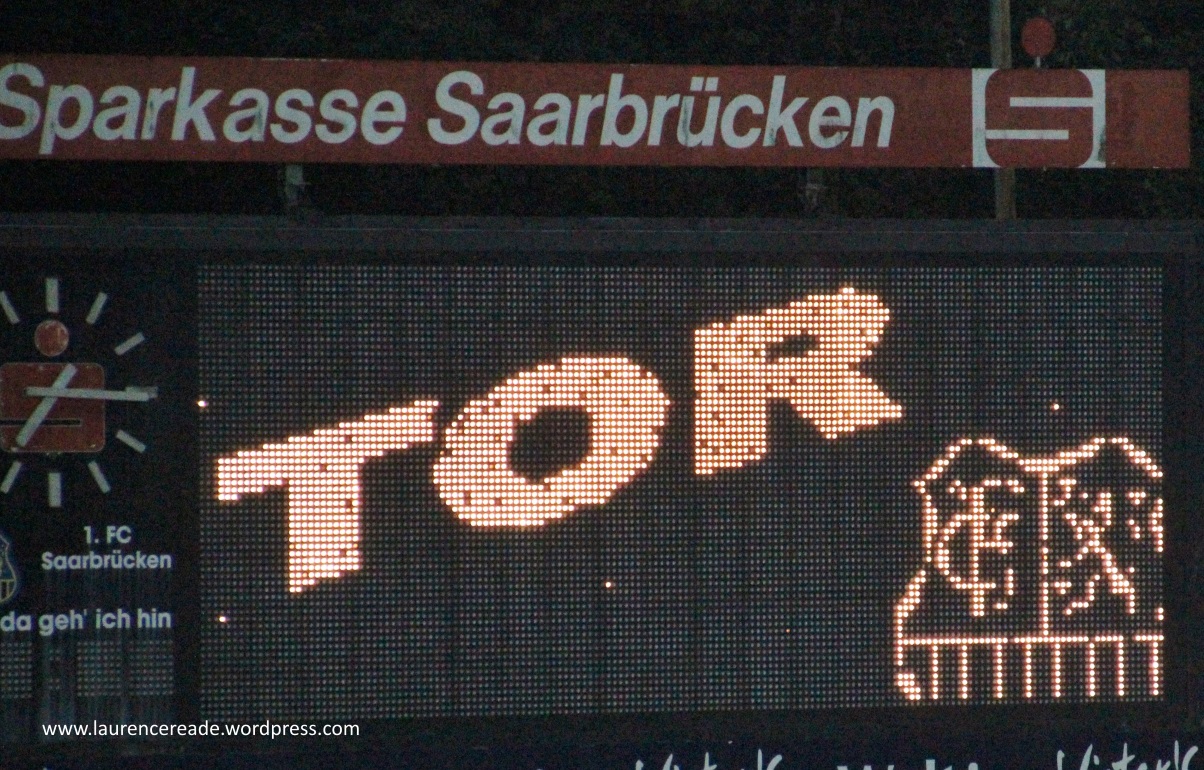 Sparkasse Saarbrücken
TOR
1. FC
Saarbrücken
da geh' ich hin
www.laurencereade.wordpress.com